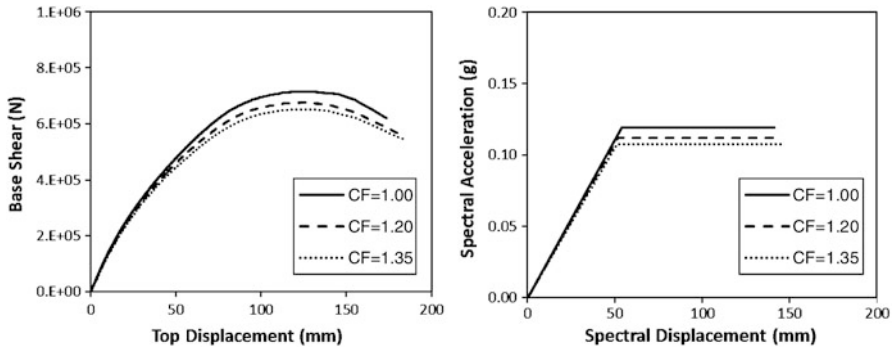 1.E+06
8.E+05
6.E+05
4.E+05
2.E+05
0.E+00
Base Shear (N)
0 50 100 150 200
Top Displacement (mm)
CF=1.00
CF=1.20
CF=1.35
0.20
0.15
0.10
0.05
0.00
Spectral Acceleration (g)
0 50 100 150 200
Spectral Displacement (mm)
CF=1.00
CF=1.20
CF=1.35